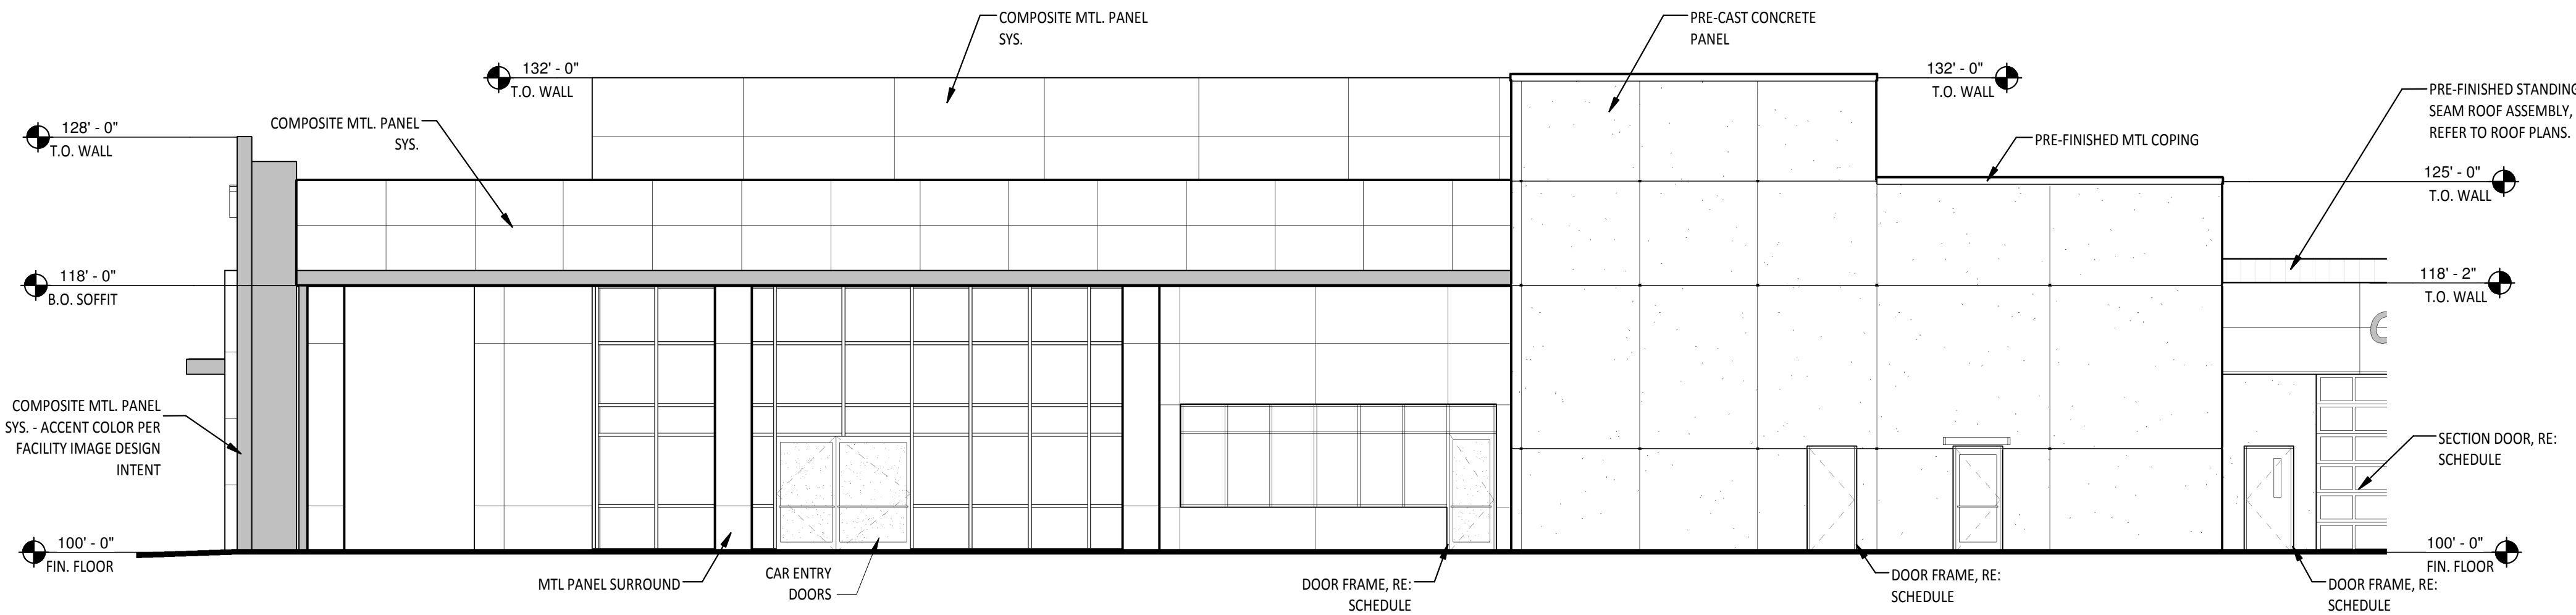 COMPOSITE MTL. PANEL
SYS.
PRE-CAST CONCRETE
PANEL
132' - 0"
T.O. WALL
132' - 0"
T.O. WALL
PRE-FINISHED STANDING
SEAM ROOF ASSEMBLY,
REFER TO ROOF PLANS.
128' - 0"
T.O. WALL
COMPOSITE MTL. PANEL
SYS.
PRE-FINISHED MTL COPING
125' - 0"
T.O. WALL
118' - 0"
B.O. SOFFIT
118' - 2"
T.O. WALL
COMPOSITE MTL. PANEL
SYS. - ACCENT COLOR PER
FACILITY IMAGE DESIGN
INTENT
SECTION DOOR, RE:
SCHEDULE
100' - 0"
FIN. FLOOR
100' - 0"
FIN. FLOOR
MTL PANEL SURROUND
CAR ENTRY
DOORS
DOOR FRAME, RE:
SCHEDULE
DOOR FRAME, RE:
SCHEDULE
DOOR FRAME, RE:
SCHEDULE